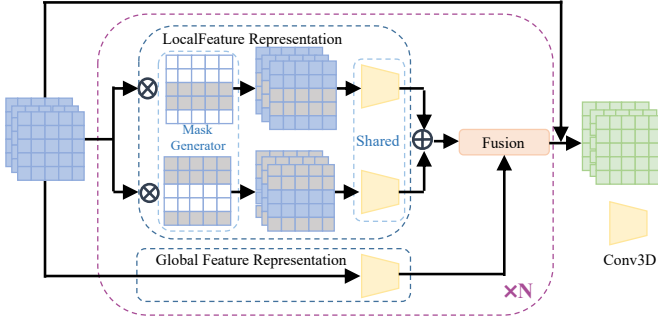 LocalFeature Representation
Mask
Generator
Shared
Fusion
Global Feature Representation
×N
Conv3D